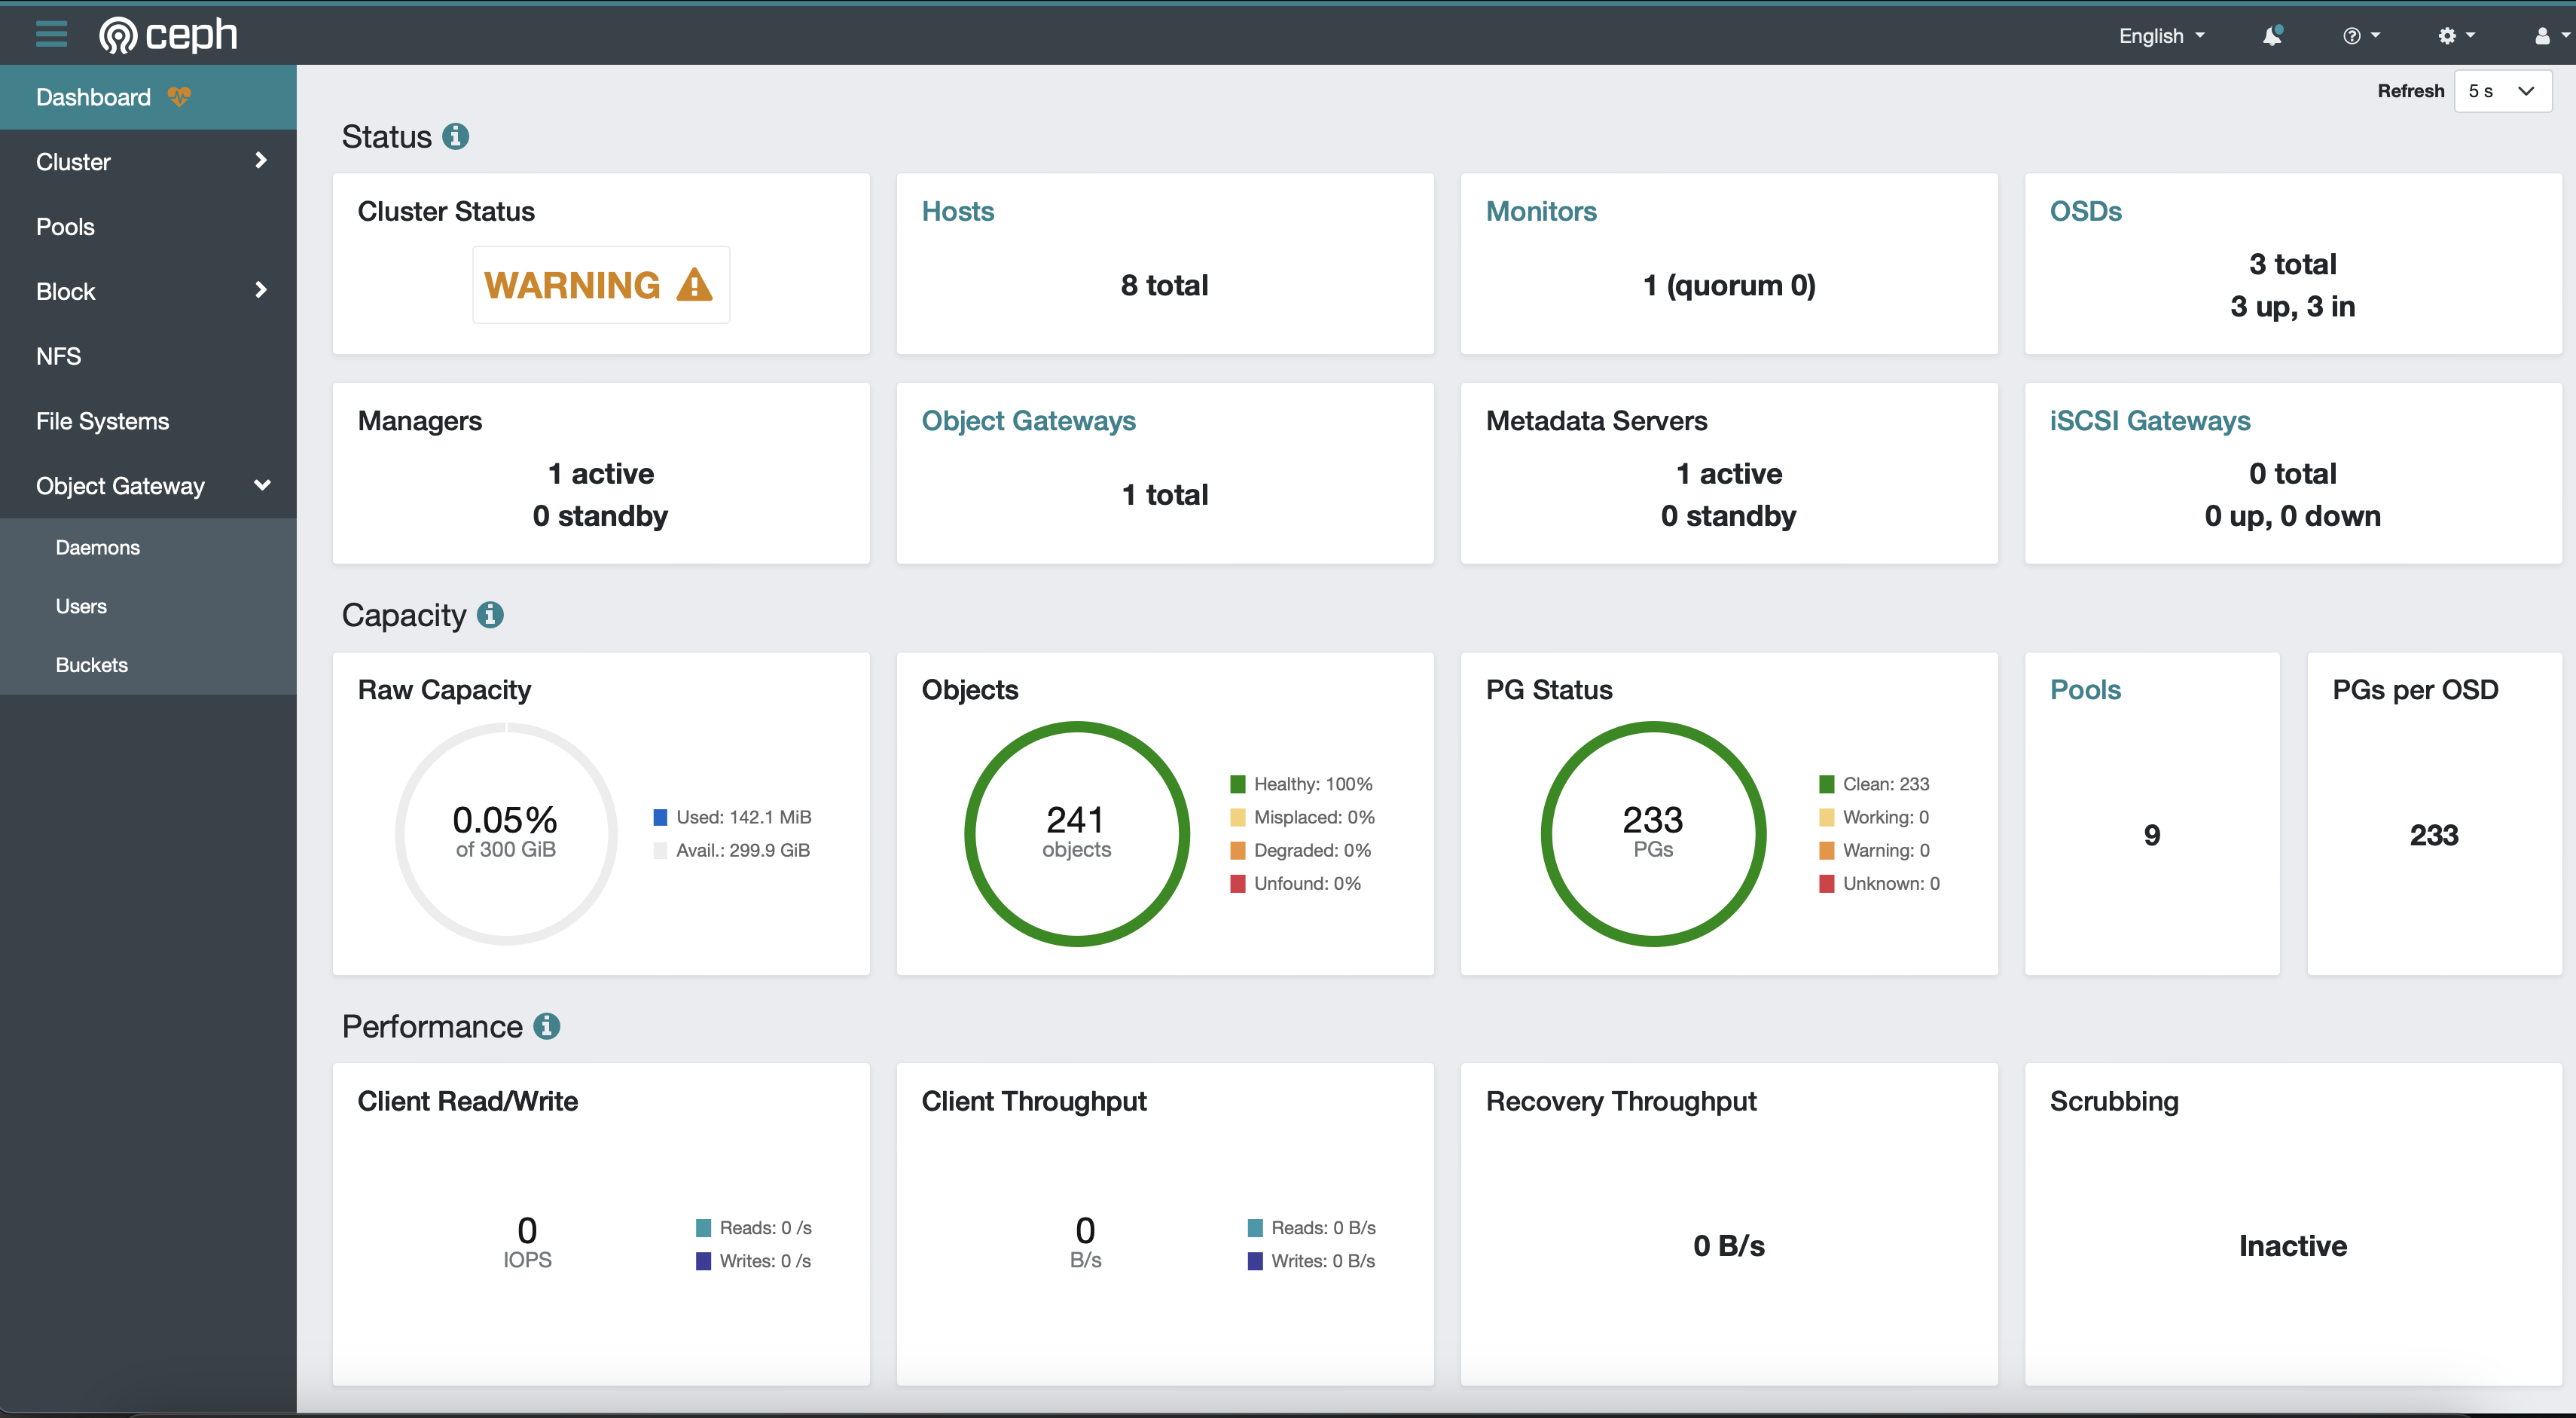 ceph
English
Dashboard
Cluster
Pools
Block
NFS
File Systems
Object Gateway
Daemons
Users
Buckets
Refresh
5 s
Status
Cluster Status
WARNING
Hosts
8 total
Monitors
1 (quorum 0)
OSDs
3 total
3 up, 3 in
Managers
1 active
0 standby
Object Gateways
1 total
Metadata Servers
1 active
0 standby
iSCSI Gateways
0 total
0 up, 0 down
Capacity
Raw Capacity
0.05%
of 300 GiB
Used: 142.1 MiB
Avail.: 299.9 GiB
Objects
241
objects
Healthy: 100%
Misplaced: 0%
Degraded: 0%
Unfound: 0%
PG Status
233
PGs
Clean: 233
Working: 0
Warning: 0
Unknown: 0
Pools
9
PGs per OSD
233
Performance
Client Read/Write
0
IOPS
Reads: 0 /s
Writes: 0 /s
Client Throughput
0
B/s
Reads: 0 B/s
Writes: 0 B/s
Recovery Throughput
0 B/s
Scrubbing
Inactive